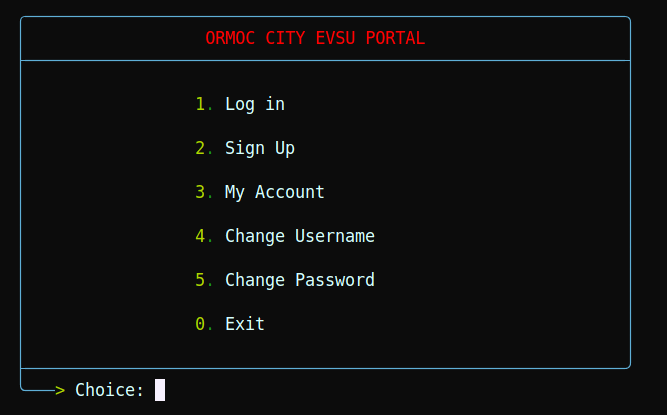 ORMOC CITY EVSU PORTAL
1. Log in
2. Sign Up
3. My Account
4. Change Username
5. Change Password
0. Exit
> Choice: